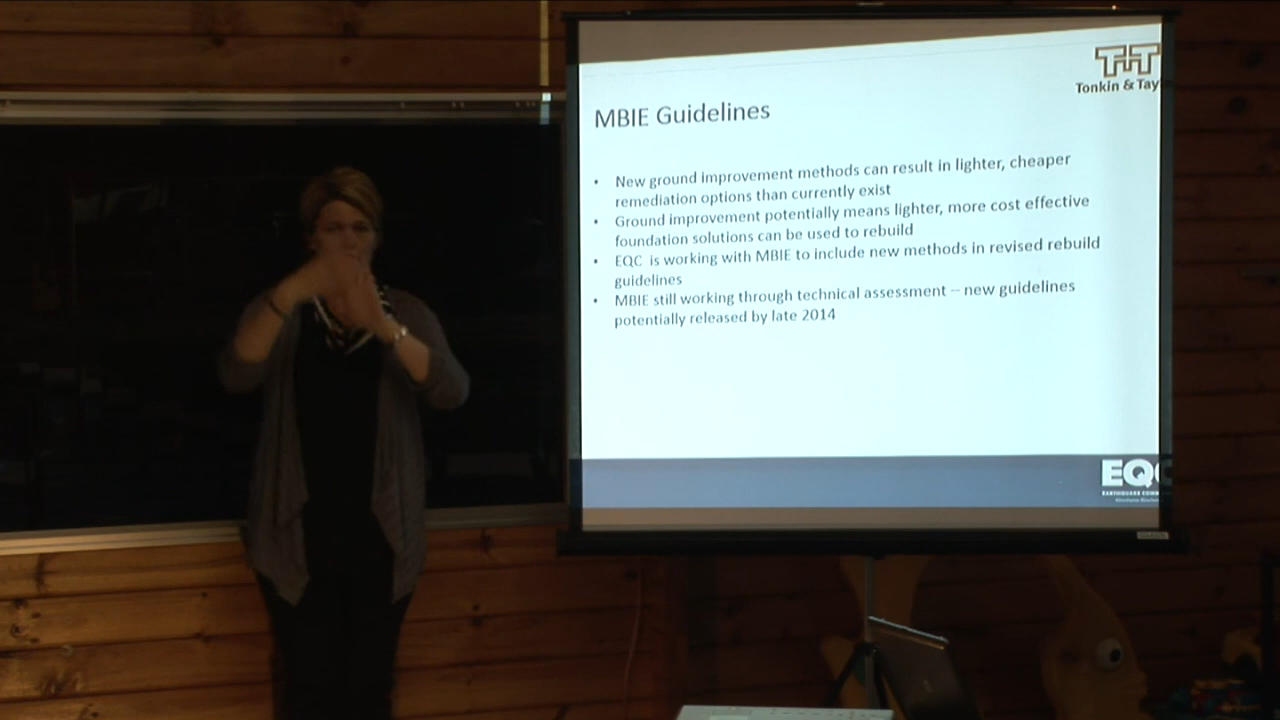 Tonkin & Tay
MBIE Guidelines
• New ground improvement methods can result in lighter, cheaper
remediation options than currently exist
• Ground improvement potentially means lighter, more cost effective
foundation solutions can be used to rebuild
• EQC is working with MBIE to include new methods in revised rebuild
guidelines
• MBIE still working through technical assessment – new guidelines
potentially released by late 2014
EQC